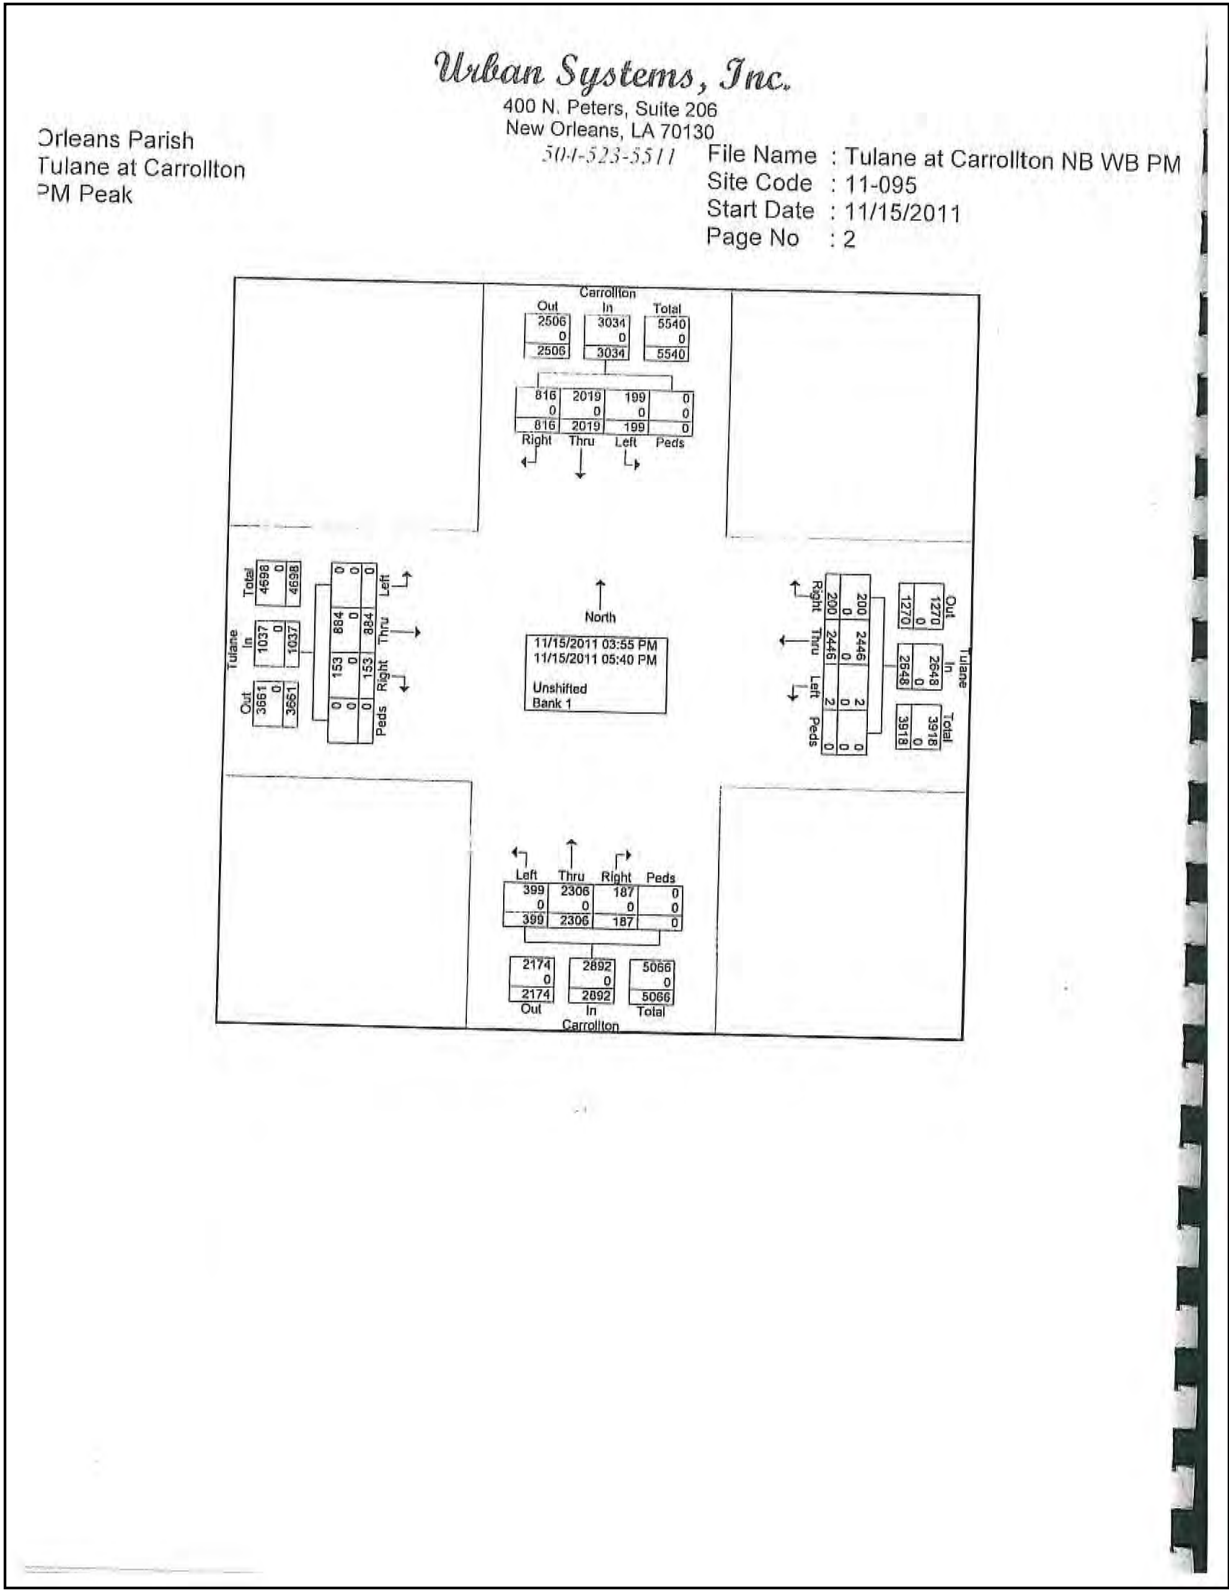 Urban Systems, Inc.
400 N. Peters, Suite 206
New Orleans, LA 70130
504-523-5511
Orleans Parish
Tulane at Carrollton
PM Peak
File Name : Tulane at Carrollton NB WB PM
Site Code : 11-095
Start Date : 11/15/2011
Page No : 2
Carrollton
Out In Total
2506 3034 5540
0 0 0
2506 3034 5540
816 2019 199 0
0 0 0 0
816 2019 199 0
Right Thru Left Peds
Tulane
Total In Out
4698 1037 3661
0 0 0
4698 1037 3661
0 884 153 0
0 0 0 0
0 884 153 0
Left Thru Right Peds
North
11/15/2011 03:55 PM
11/15/2011 05:40 PM
Unshifted
Bank 1
Tulane
Out In Total
1270 2648 3918
0 0 0
1270 2648 3918
200 2446 2 0
0 0 0 0
200 2446 2 0
Right Thru Left Peds
Left Thru Right Peds
399 2306 187 0
0 0 0 0
399 2306 187 0
2174 2892 5066
0 0 0
2174 2892 5066
Out In Total
Carrollton